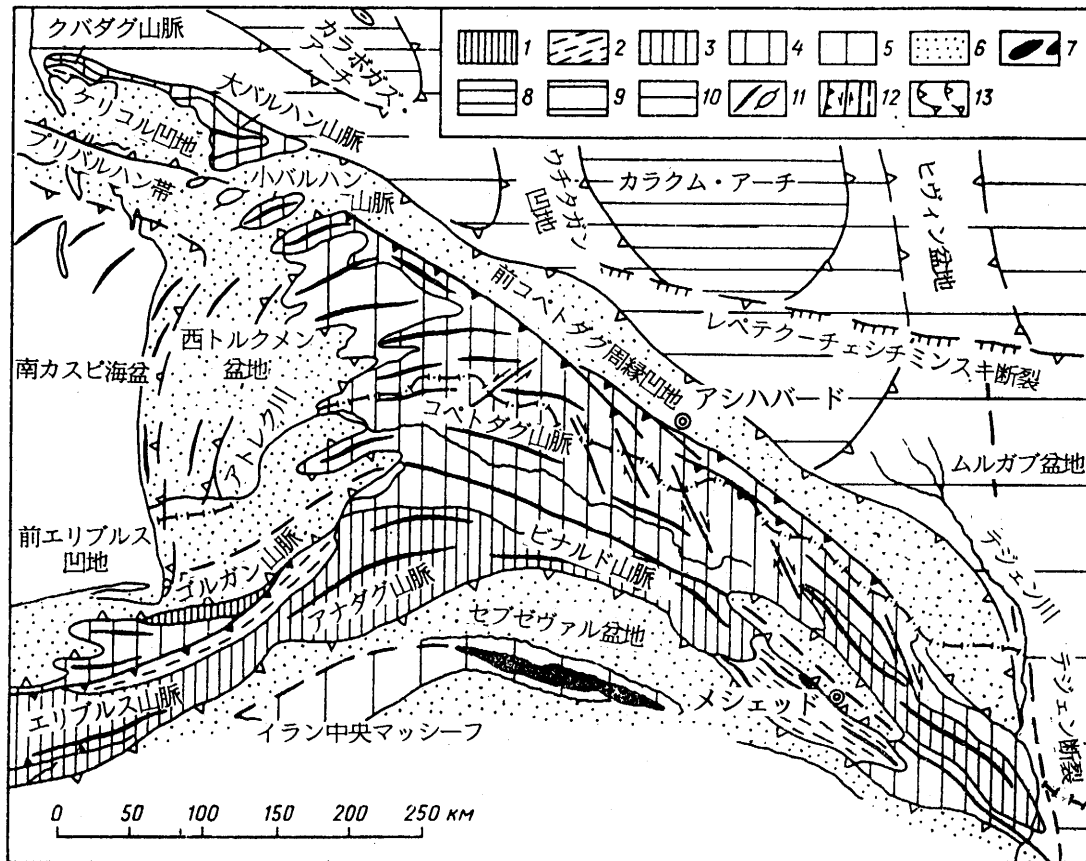 クバダグ山脈
カラボガス・
アーチ
1 2 3 4 5 6 7
8 9 10 11 12 13
大バルハン山脈
ケリコル凹地
プリバルハン帯
小バルハン
山脈
ウチタガン
凹地
カラクム・アーチ
ヒヴィン盆地
前コペトダグ周縁凹地
レペテクーチェシチミンスキ断裂
西トルクメン
盆地
南カスピ海盆
アシハバード
アトレク川
コペトダグ山脈
ムルガブ盆地
前エリブルス
凹地
ゴルガン山脈
ビナルド山脈
テジェン川
アナダグ山脈
セブゼヴァル盆地
エリブルス山脈
メシェッド
イラン中央マッシーフ
テジェン断裂
0 50 100 150 200 250 км